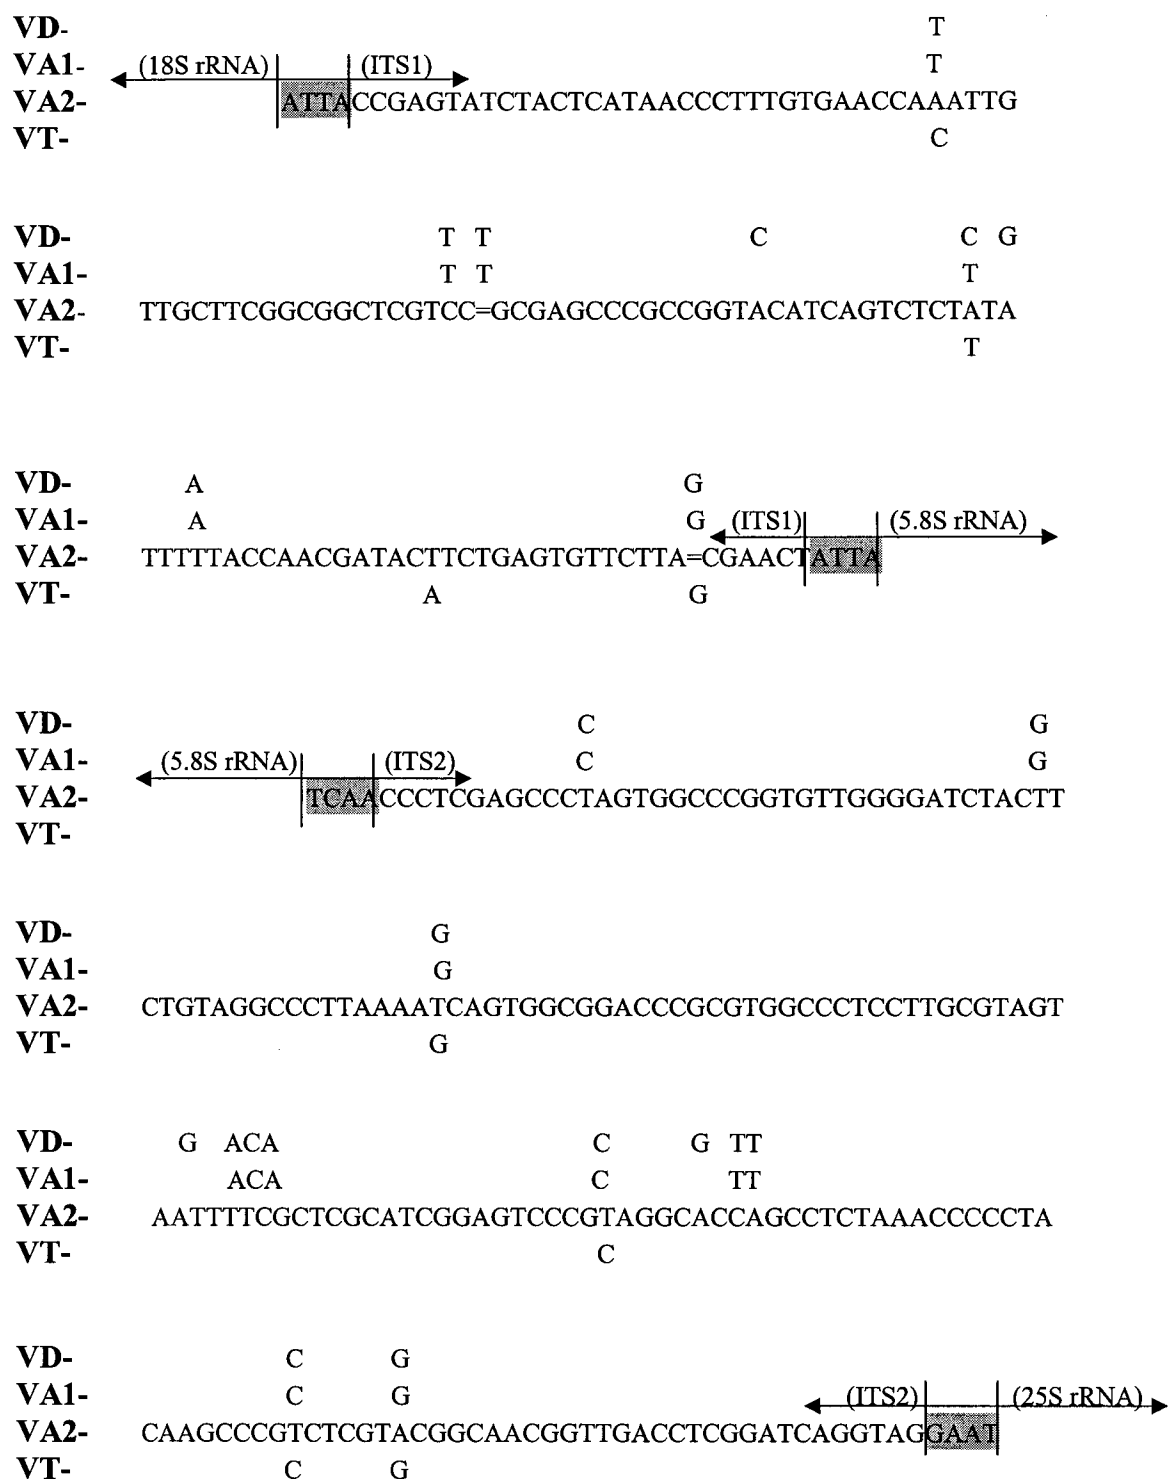 VD- T
VA1- (18S rRNA) (ITS1) T
VA2- ATTACCGAGTATCTACTCATAACCCTTTGTGAACCAAATTG
VT- C
VD- T T C C G
VA1- T T T
VA2- TTGCTTCGGCGGCTCGTCC=GCGAGCCCGCCGGTACATCAGTCTCTATA
VT- T
VD- A G
VA1- A G (ITS1) (5.8S rRNA)
VA2- TTTTTACCAACGATACTTCTGAGTGTTCTTA=CGAACTATTA
VT- A G
VD- C G
VA1- (5.8S rRNA) (ITS2) C G
VA2- TCAACCCTCGAGCCCTAGTGGCCCGGTGTTGGGGATCTACTT
VT-
VD- G
VA1- G
VA2- CTGTAGGCCCTTAAAATCAGTGGCGGACCCGCGTGGCCCTCCTTGCGTAGT
VT- G
VD- G ACA C G TT
VA1- ACA C TT
VA2- AATTTTCGCTCGCATCGGAGTCCCGTAGGCACCAGCCTCTAAACCCCCTA
VT- C
VD- C G
VA1- C G (ITS2) (25S rRNA)
VA2- CAAGCCCGTCTCGTACGGCAACGGTTGACCTCGGATCAGGTAGGAAT
VT- C G